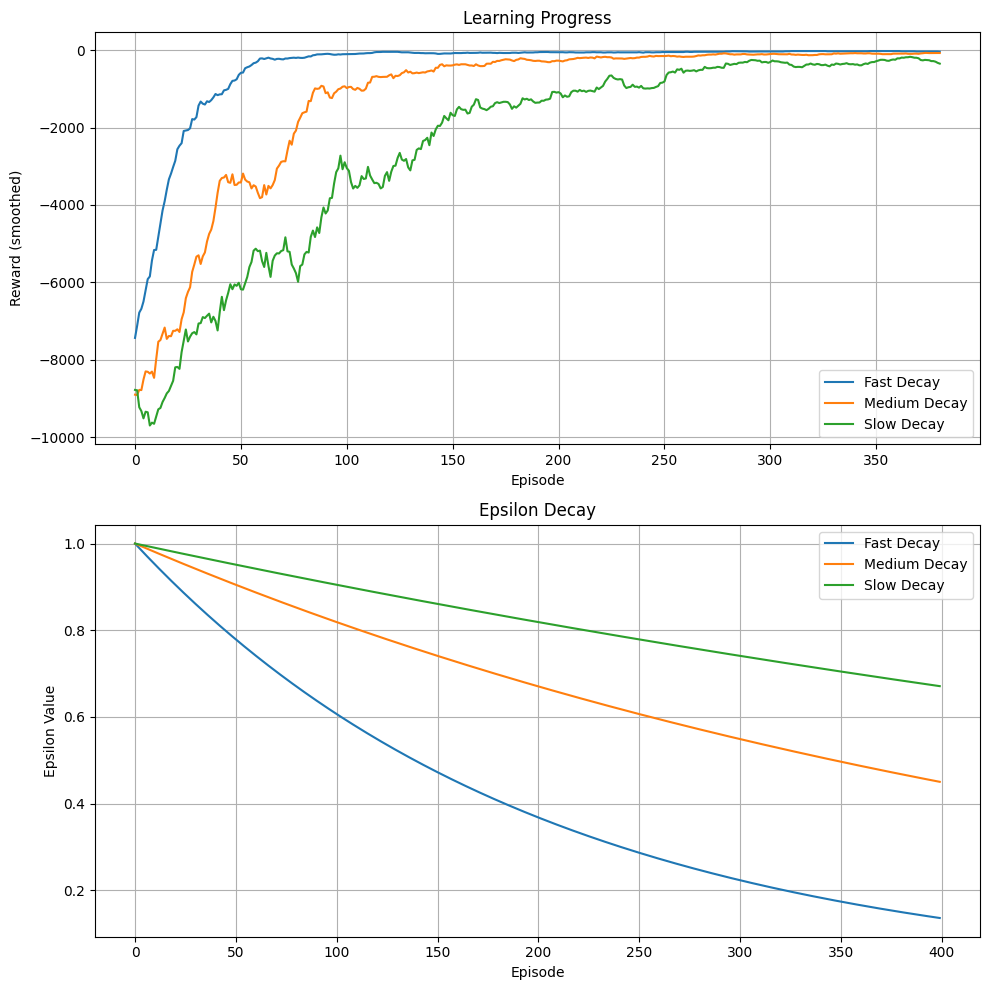 Learning Progress
0
−2000
−4000
−6000
−8000
−10000
Reward (smoothed)
Fast Decay
Medium Decay
Slow Decay
0 50 100 150 200 250 300 350
Episode
Epsilon Decay
1.0
0.8
0.6
0.4
0.2
Epsilon Value
Fast Decay
Medium Decay
Slow Decay
0 50 100 150 200 250 300 350 400
Episode